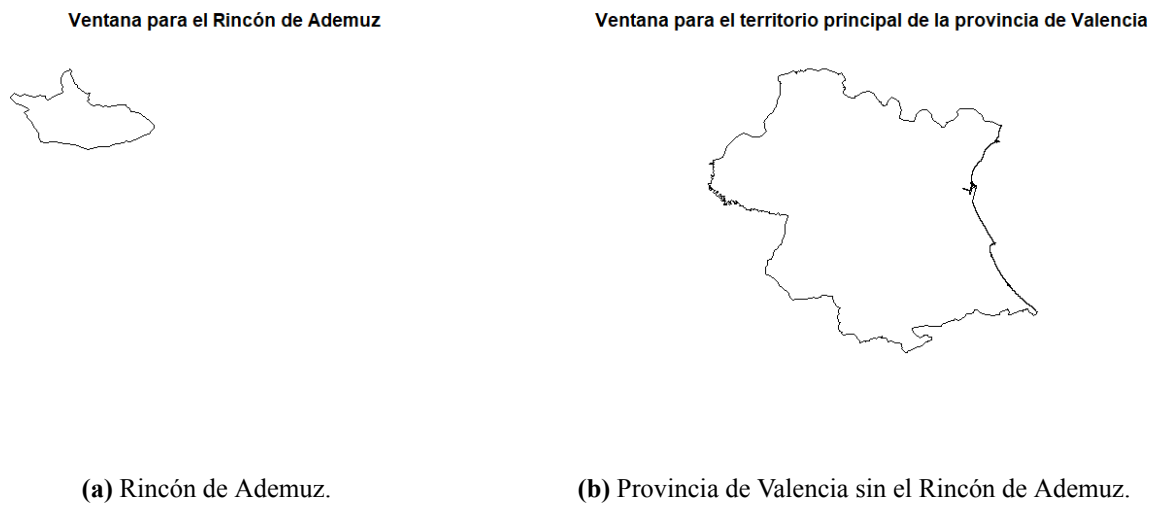 Ventana para el Rincón de Ademuz
Ventana para el territorio principal de la provincia de Valencia
(a) Rincón de Ademuz.
(b) Provincia de Valencia sin el Rincón de Ademuz.